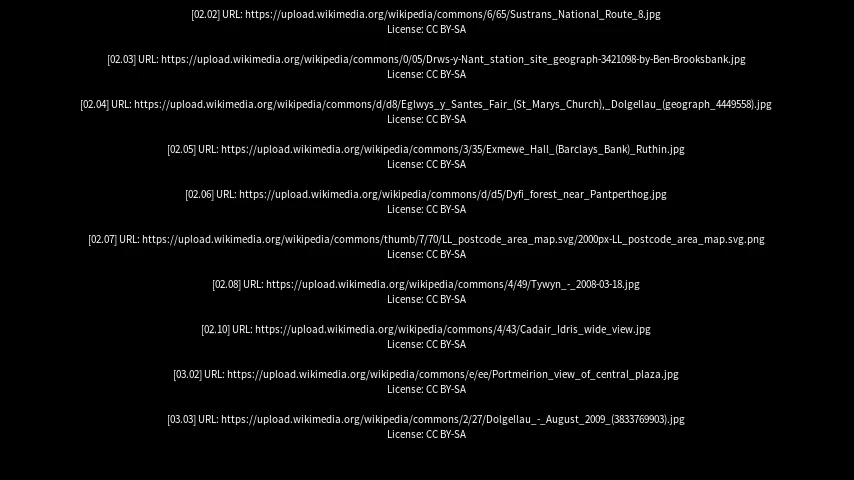 [02.02] URL: https://upload.wikimedia.org/wikipedia/commons/6/65/Sustrans_National_Route_8.jpg
License: CC BY-SA
[02.03] URL: https://upload.wikimedia.org/wikipedia/commons/0/05/Drws-y-Nant_station_site_geograph-3421098-by-Ben-Brooksbank.jpg
License: CC BY-SA
[02.04] URL: https://upload.wikimedia.org/wikipedia/commons/d/d8/Eglwys_y_Santes_Fair_(St_Marys_Church),_Dolgellau_(geograph_4449558).jpg
License: CC BY-SA
[02.05] URL: https://upload.wikimedia.org/wikipedia/commons/3/35/Exmewe_Hall_(Barclays_Bank)_Ruthin.jpg
License: CC BY-SA
[02.06] URL: https://upload.wikimedia.org/wikipedia/commons/d/d5/Dyfi_forest_near_Pantperthog.jpg
License: CC BY-SA
[02.07] URL: https://upload.wikimedia.org/wikipedia/commons/thumb/7/70/LL_postcode_area_map.svg/2000px-LL_postcode_area_map.svg.png
License: CC BY-SA
[02.08] URL: https://upload.wikimedia.org/wikipedia/commons/4/49/Tywyn_-_2008-03-18.jpg
License: CC BY-SA
[02.10] URL: https://upload.wikimedia.org/wikipedia/commons/4/43/Cadair_Idris_wide_view.jpg
License: CC BY-SA
[03.02] URL: https://upload.wikimedia.org/wikipedia/commons/e/ee/Portmeirion_view_of_central_plaza.jpg
License: CC BY-SA
[03.03] URL: https://upload.wikimedia.org/wikipedia/commons/2/27/Dolgellau_-_August_2009_(3833769903).jpg
License: CC BY-SA